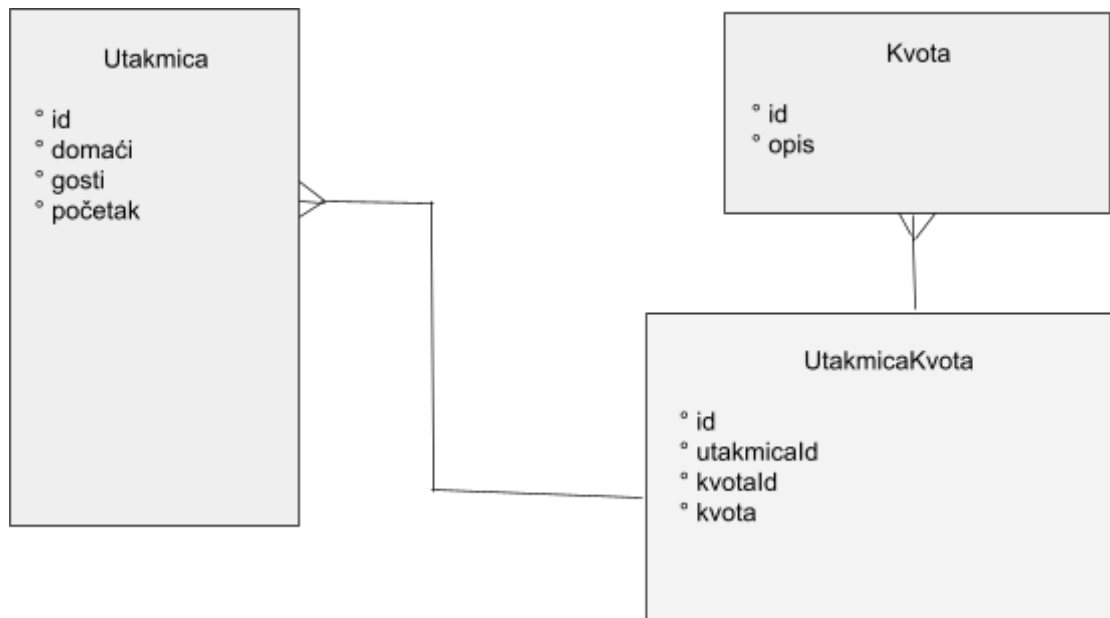 Utakmica
° id
° domaći
° gosti
° početak
Kvota
° id
° opis
UtakmicaKvota
° id
° utakmicaId
° kvotaId
° kvota